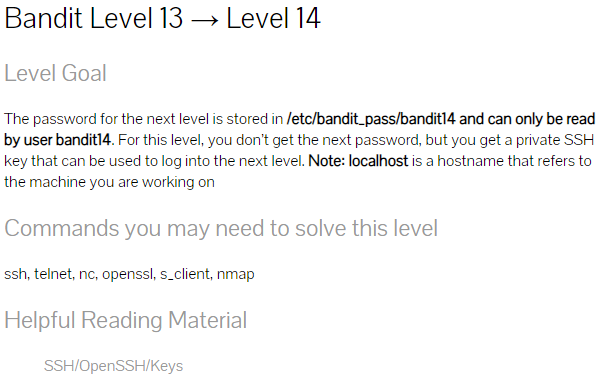 Bandit Level 13 → Level 14
Level Goal
The password for the next level is stored in /etc/bandit_pass/bandit14 and can only be read
by user bandit14. For this level, you don't get the next password, but you get a private SSH
key that can be used to log into the next level. Note: localhost is a hostname that refers to
the machine you are working on
Commands you may need to solve this level
ssh, telnet, nc, openssl, s_client, nmap
Helpful Reading Material
SSH/OpenSSH/Keys